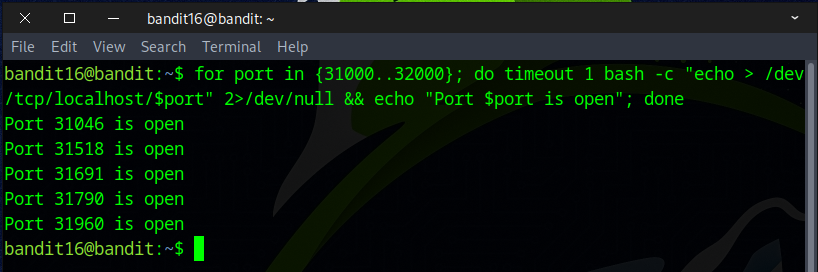 bandit16@bandit: ~
File Edit View Search Terminal Help
bandit16@bandit:~$ for port in {31000..32000}; do timeout 1 bash -c "echo > /dev
/tcp/localhost/$port" 2>/dev/null && echo "Port $port is open"; done
Port 31046 is open
Port 31518 is open
Port 31691 is open
Port 31790 is open
Port 31960 is open
bandit16@bandit:~$